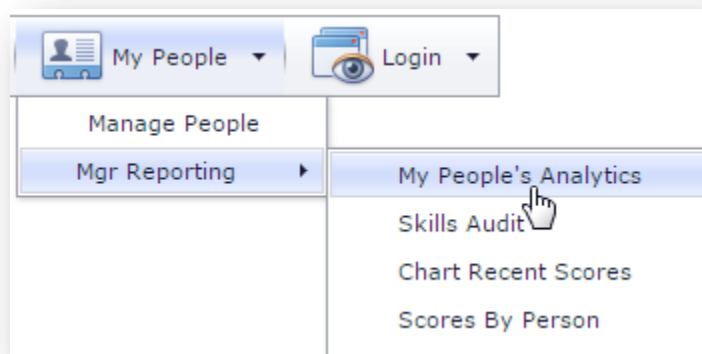 My People
Login
Manage People
Mgr Reporting
My People's Analytics
Skills Audit
Chart Recent Scores
Scores By Person